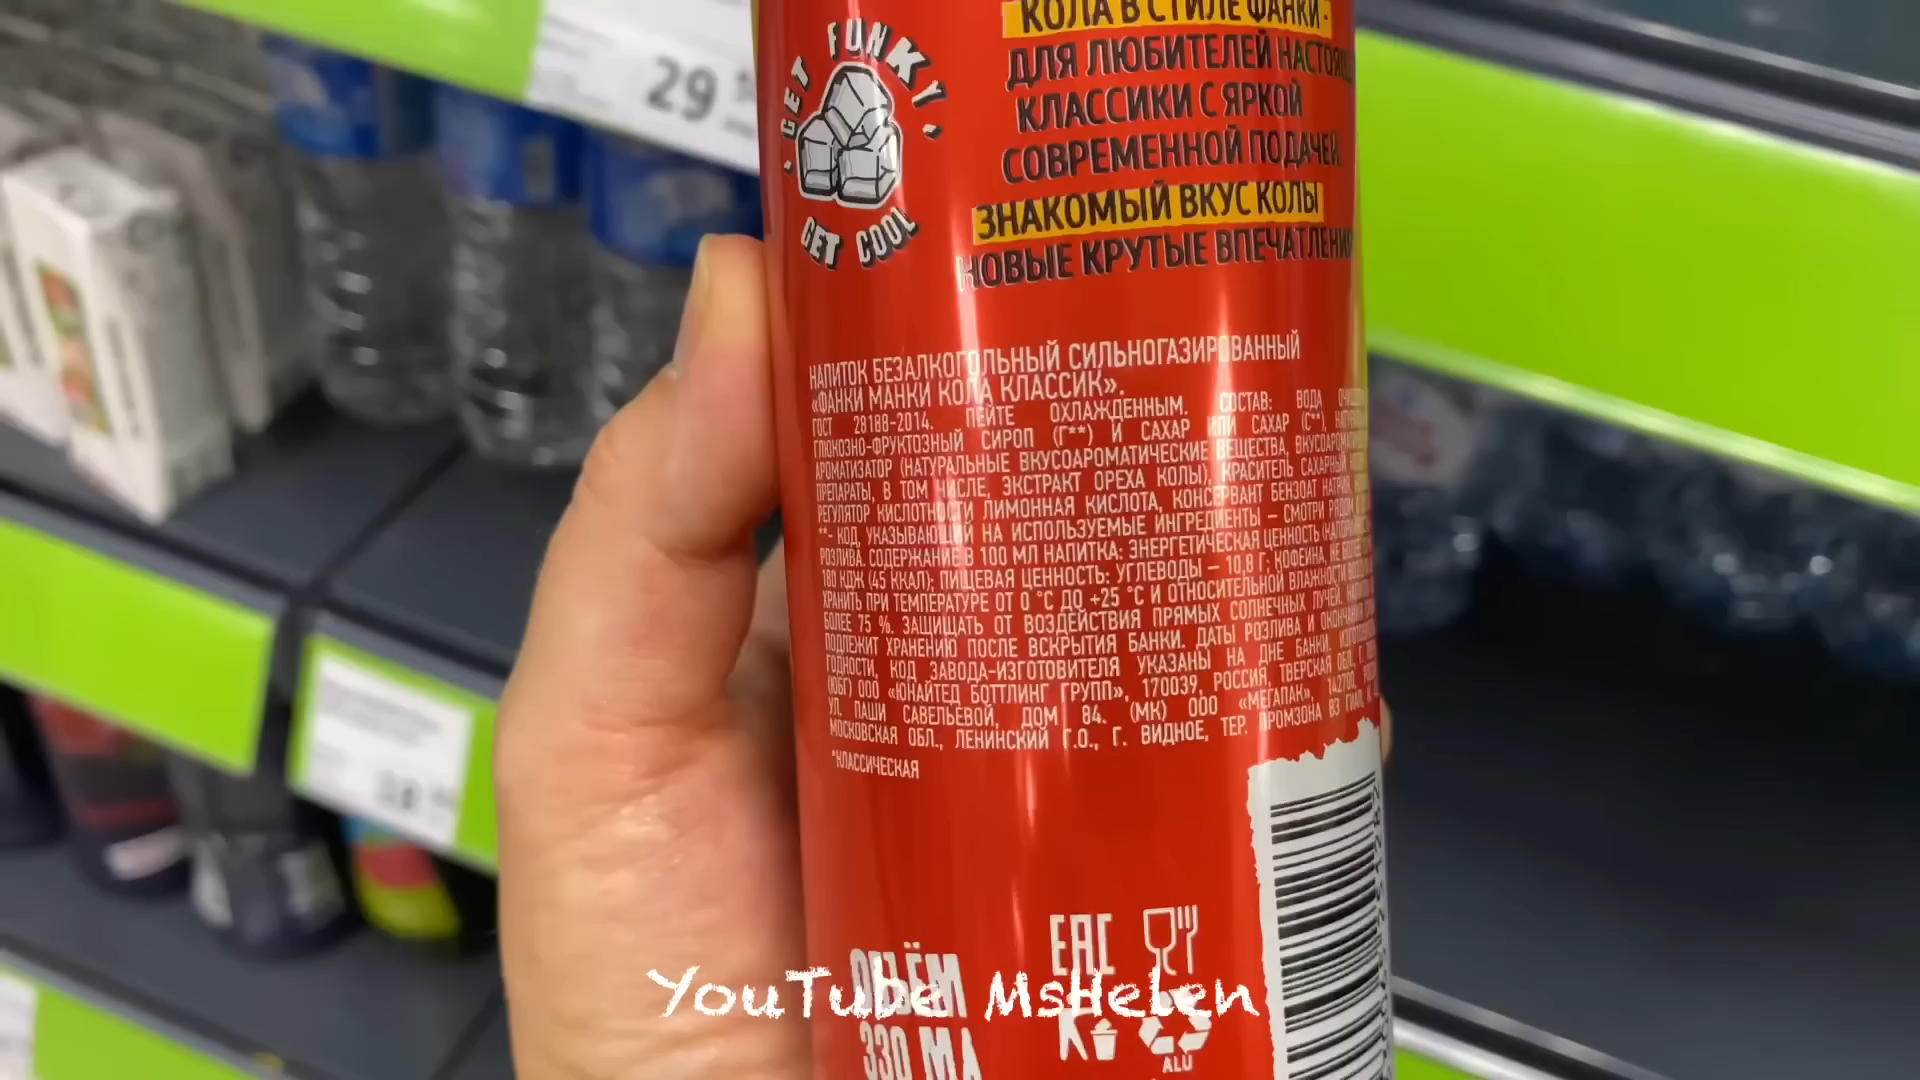 29
GET FUNKY,
GET COOL
КОЛА В СТИЛЕ ФАНКИ -
ДЛЯ ЛЮБИТЕЛЕЙ
КЛАССИКИ С ЯРКОЙ
СОВРЕМЕННОЙ ПОДАЧЕЙ
ЗНАКОМЫЙ ВКУС КОЛЫ
НОВЫЕ КРУТЫЕ
НАПИТОК БЕЗАЛКОГОЛЬНЫЙ СИЛЬНОГАЗИРОВАННЫЙ
«ФАНКИ МАНКИ КОЛА КЛАССИК».
ГОСТ 28188-2014. ПЕЙТЕ ОХЛАЖДЕННЫМ. СОСТАВ: ВОДА
ГЛЮКОЗНО-ФРУКТОЗНЫЙ СИРОП (Г**) И САХАР ИЛИ САХАР (С**),
АРОМАТИЗАТОР (НАТУРАЛЬНЫЕ ВКУСОАРОМАТИЧЕСКИЕ ВЕЩЕСТВА,
ПРЕПАРАТЫ, В ТОМ ЧИСЛЕ, ЭКСТРАКТ ОРЕХА КОЛЫ), КРАСИТЕЛЬ САХАРНЫЙ
РЕГУЛЯТОР КИСЛОТНОСТИ ЛИМОННАЯ КИСЛОТА, КОНСЕРВАНТ БЕНЗОАТ НАТРИЯ
**- КОД, УКАЗЫВАЮЩИЙ НА ИСПОЛЬЗУЕМЫЕ ИНГРЕДИЕНТЫ – СМОТРИ РЯДОМ
РОЗЛИВА. СОДЕРЖАНИЕ В 100 МЛ НАПИТКА: ЭНЕРГЕТИЧЕСКАЯ ЦЕННОСТЬ
180 КДЖ (45 ККАЛ); ПИЩЕВАЯ ЦЕННОСТЬ: УГЛЕВОДЫ – 10,8 Г; КОФЕИНА, НЕ
ХРАНИТЬ ПРИ ТЕМПЕРАТУРЕ ОТ 0 °С ДО +25 °С И ОТНОСИТЕЛЬНОЙ ВЛАЖНОСТИ
БОЛЕЕ 75 %. ЗАЩИЩАТЬ ОТ ВОЗДЕЙСТВИЯ ПРЯМЫХ СОЛНЕЧНЫХ ЛУЧЕЙ.
ПОДЛЕЖИТ ХРАНЕНИЮ ПОСЛЕ ВСКРЫТИЯ БАНКИ. ДАТЫ РОЗЛИВА И
ГОДНОСТИ, КОД ЗАВОДА-ИЗГОТОВИТЕЛЯ УКАЗАНЫ НА ДНЕ БАНКИ.
(ЮБГ) ООО «ЮНАЙТЕД БОТТЛИНГ ГРУПП», 170039, РОССИЯ, ТВЕРСКАЯ ОБЛ., Г.
УЛ. ПАШИ САВЕЛЬЕВОЙ, ДОМ 84. (МК) ООО «МЕГАПАК», 142700,
МОСКОВСКАЯ ОБЛ., ЛЕНИНСКИЙ Г.О., Г. ВИДНОЕ, ТЕР. ПРОМЗОНА ВЗ ГИАП,
*КЛАССИЧЕСКАЯ
EAC
ОБЪЁМ
330 МЛ
ALU
YouTube MsHelen